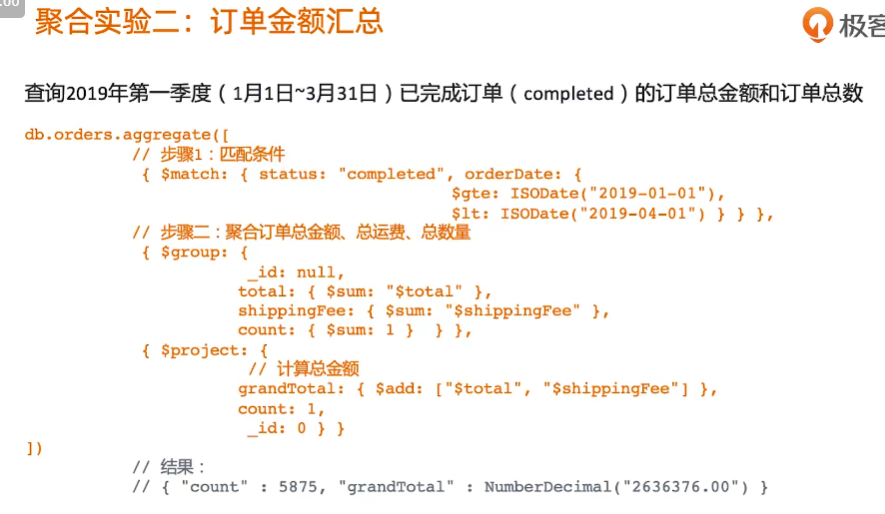 .00
聚合实验二：订单金额汇总
极客
查询2019年第一季度（1月1日~3月31日）已完成订单（completed）的订单总金额和订单总数
db.orders.aggregate([
// 步骤1：匹配条件
{ $match: { status: "completed", orderDate: {
$gte: ISODate("2019-01-01"),
$lt: ISODate("2019-04-01") } } },
// 步骤二：聚合订单总金额、总运费、总数量
{ $group: {
_id: null,
total: { $sum: "$total" },
shippingFee: { $sum: "$shippingFee" },
count: { $sum: 1 } } },
{ $project: {
// 计算总金额
grandTotal: { $add: ["$total", "$shippingFee"] },
count: 1,
_id: 0 } }
])
// 结果：
// { "count" : 5875, "grandTotal" : NumberDecimal("2636376.00") }